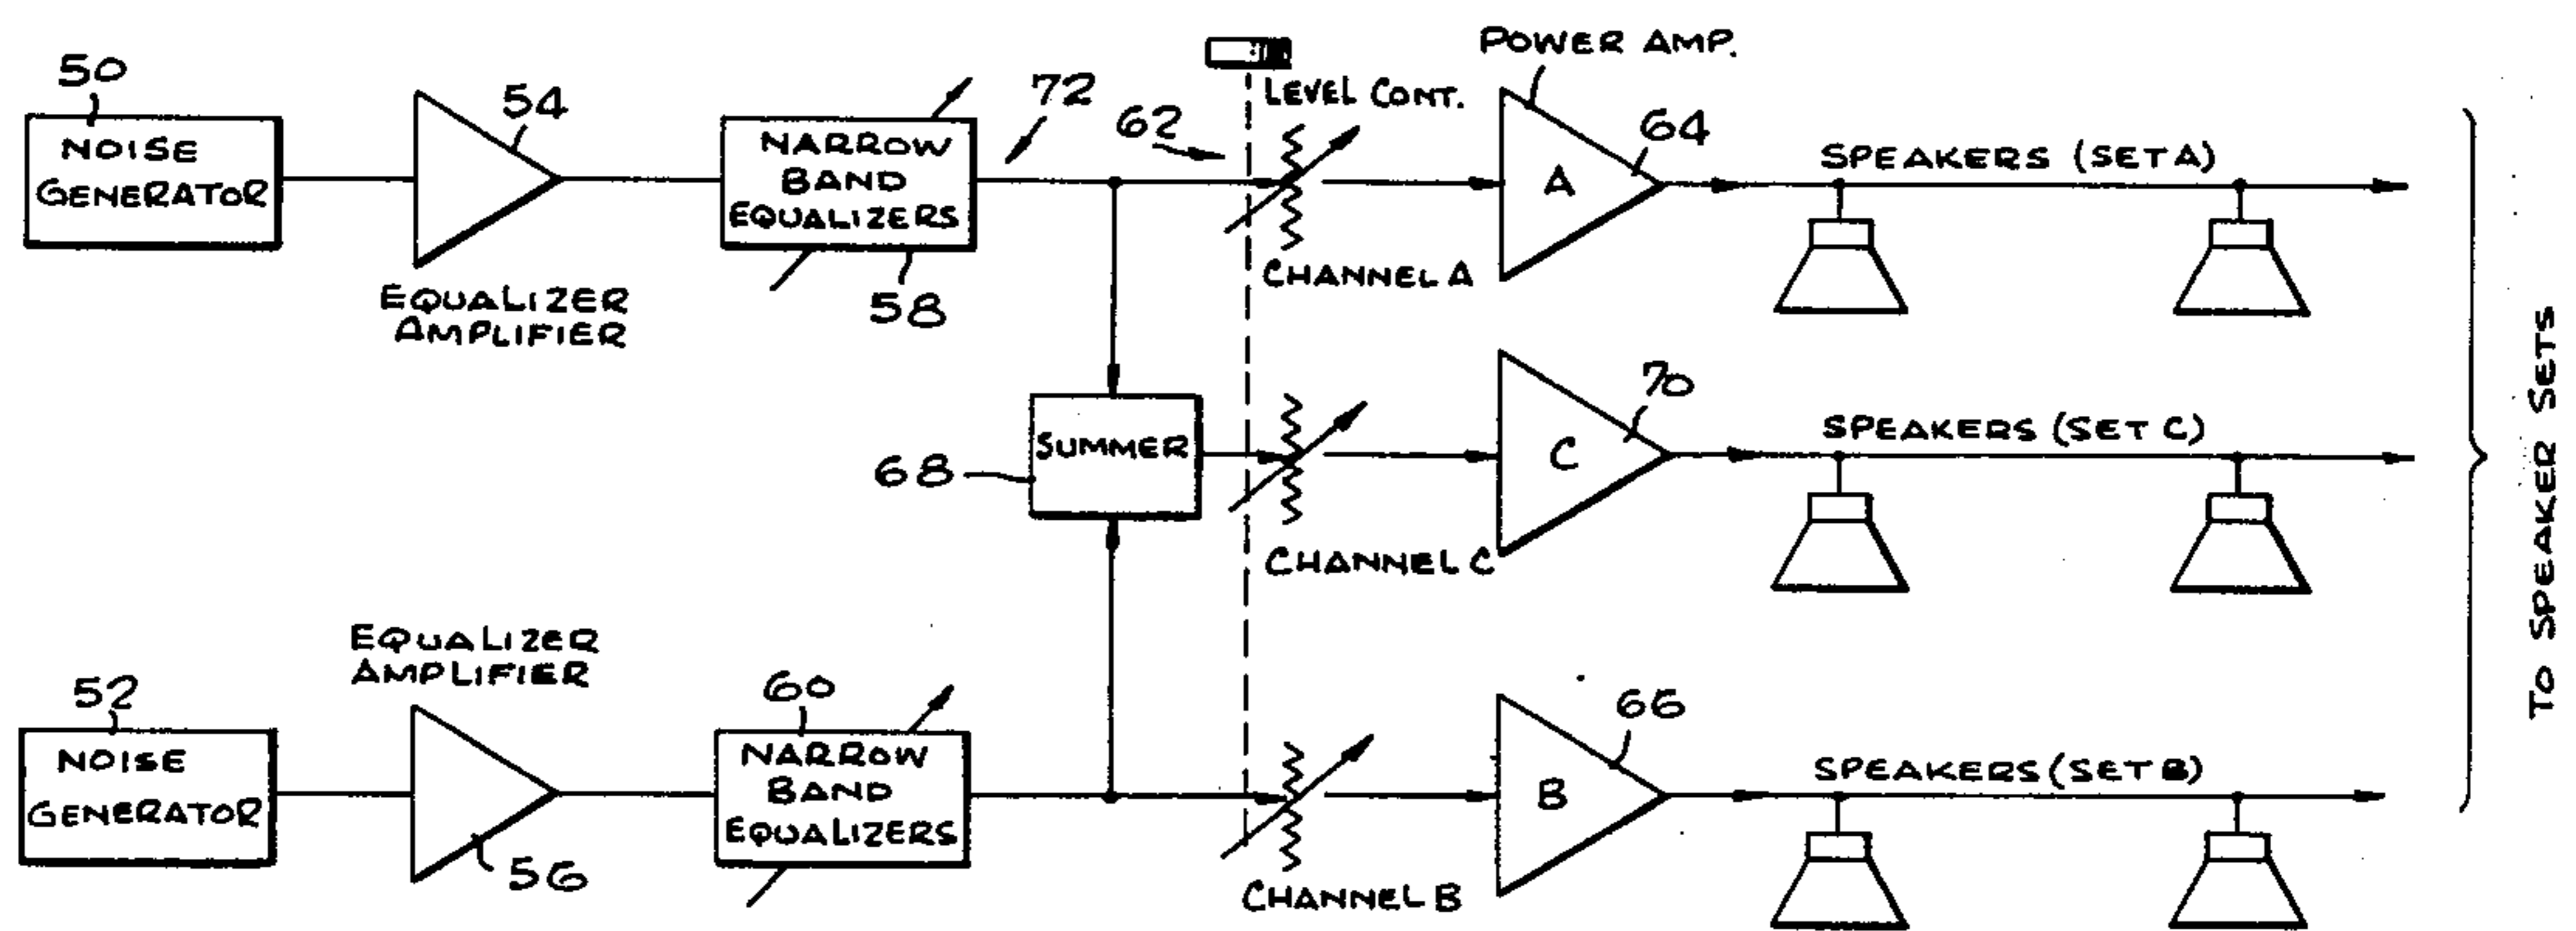 50
NOISE
GENERATOR
54
EQUALIZER
AMPLIFIER
NARROW
BAND
EQUALIZERS
58
72
62
LEVEL CONT.
CHANNEL A
POWER AMP.
A
64
SPEAKERS (SET A)
SUMMER
68
CHANNEL C
C
70
SPEAKERS (SET C)
52
NOISE
GENERATOR
EQUALIZER
AMPLIFIER
56
60
NARROW
BAND
EQUALIZERS
CHANNEL B
B
66
SPEAKERS (SET B)
TO SPEAKER SETS